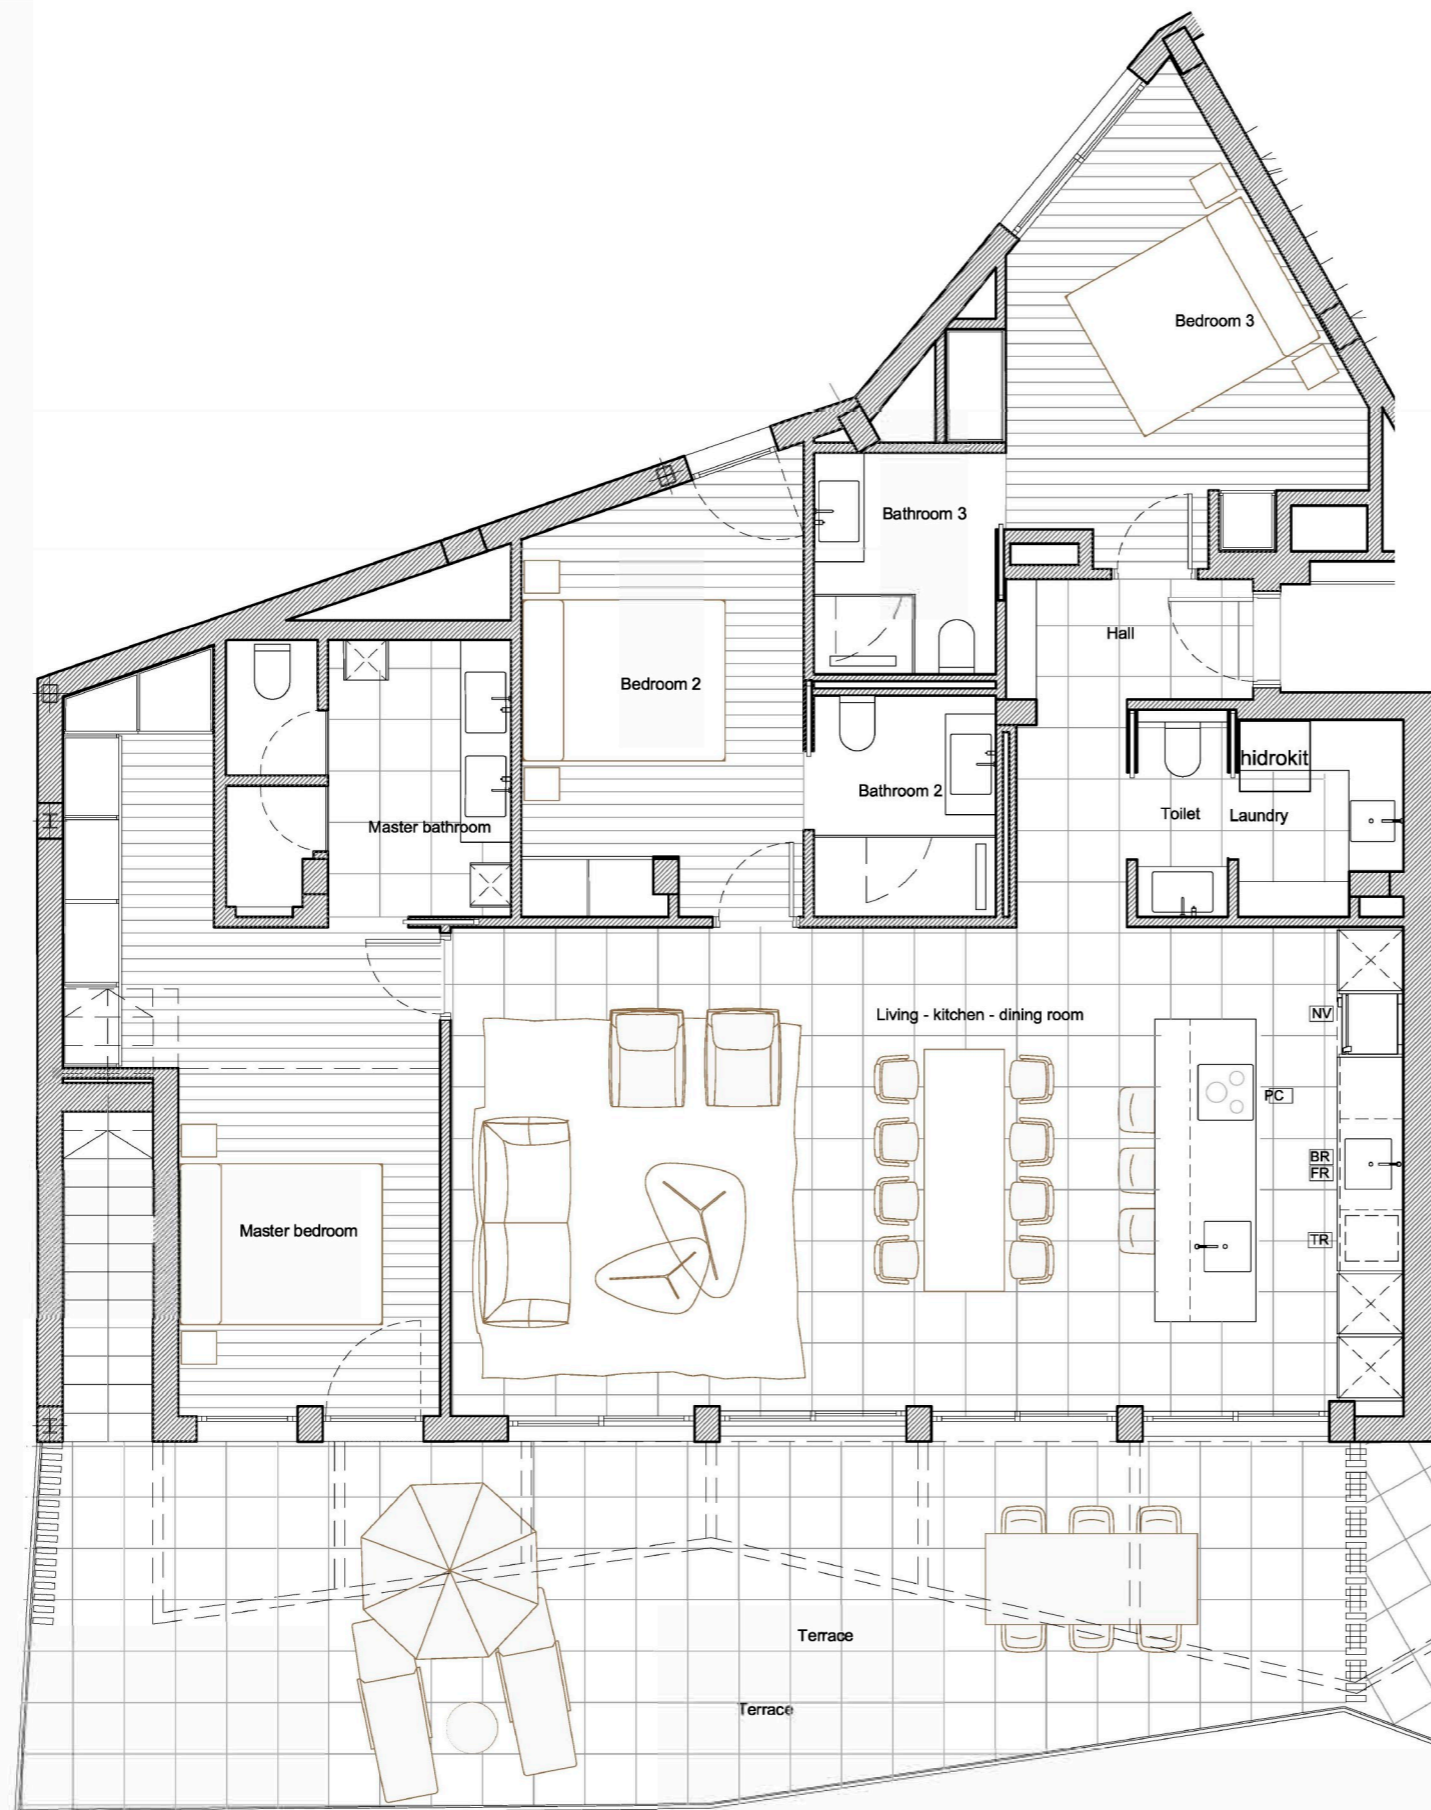 Bedroom 3
Bathroom 3
Hall
Bedroom 2
hidrokit
Bathroom 2
Toilet
Laundry
Master bathroom
Living - kitchen - dining room
NV
PC
BR
FR
TR
Master bedroom
Terrace
Terrace